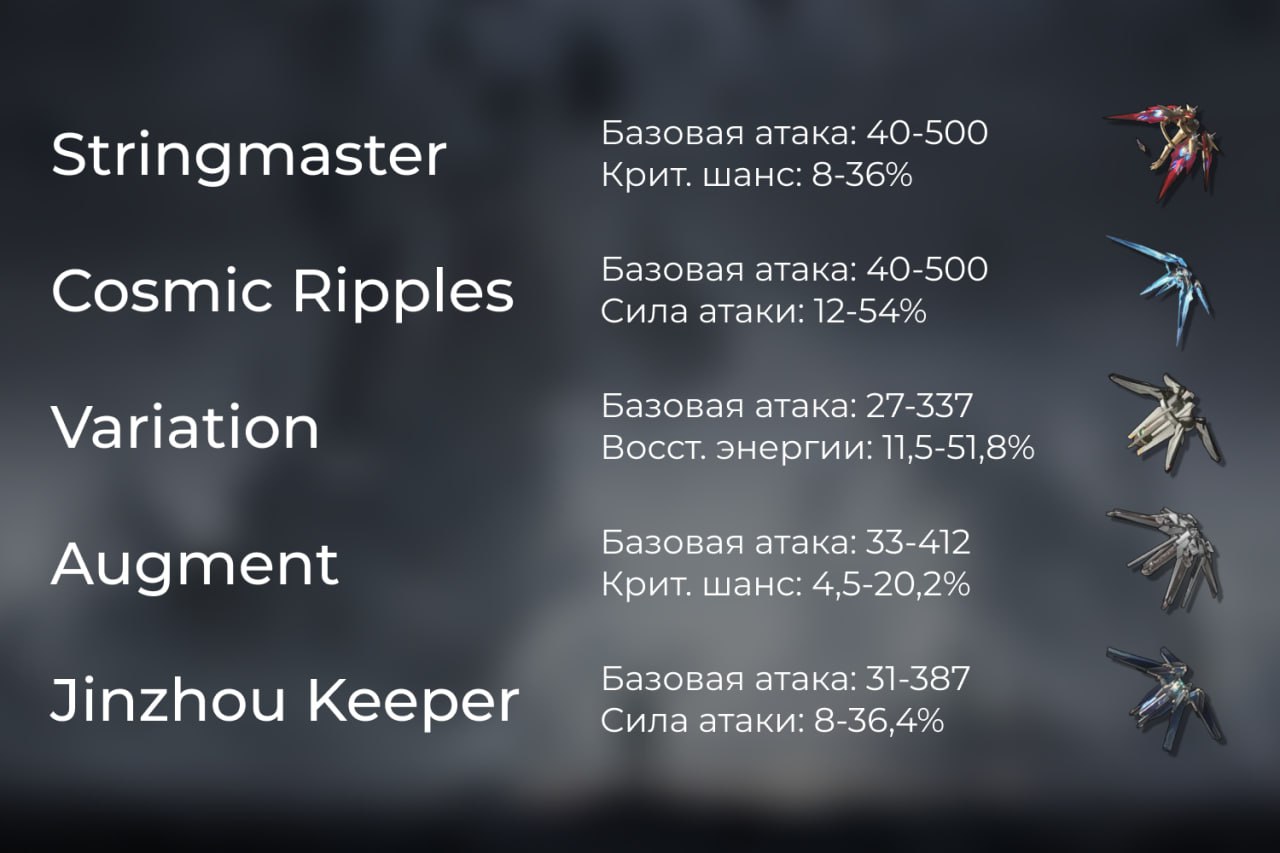 Stringmaster
Базовая атака: 40-500
Крит. шанс: 8-36%
Cosmic Ripples
Базовая атака: 40-500
Сила атаки: 12-54%
Variation
Базовая атака: 27-337
Восст. энергии: 11,5-51,8%
Augment
Базовая атака: 33-412
Крит. шанс: 4,5-20,2%
Jinzhou Keeper
Базовая атака: 31-387
Сила атаки: 8-36,4%